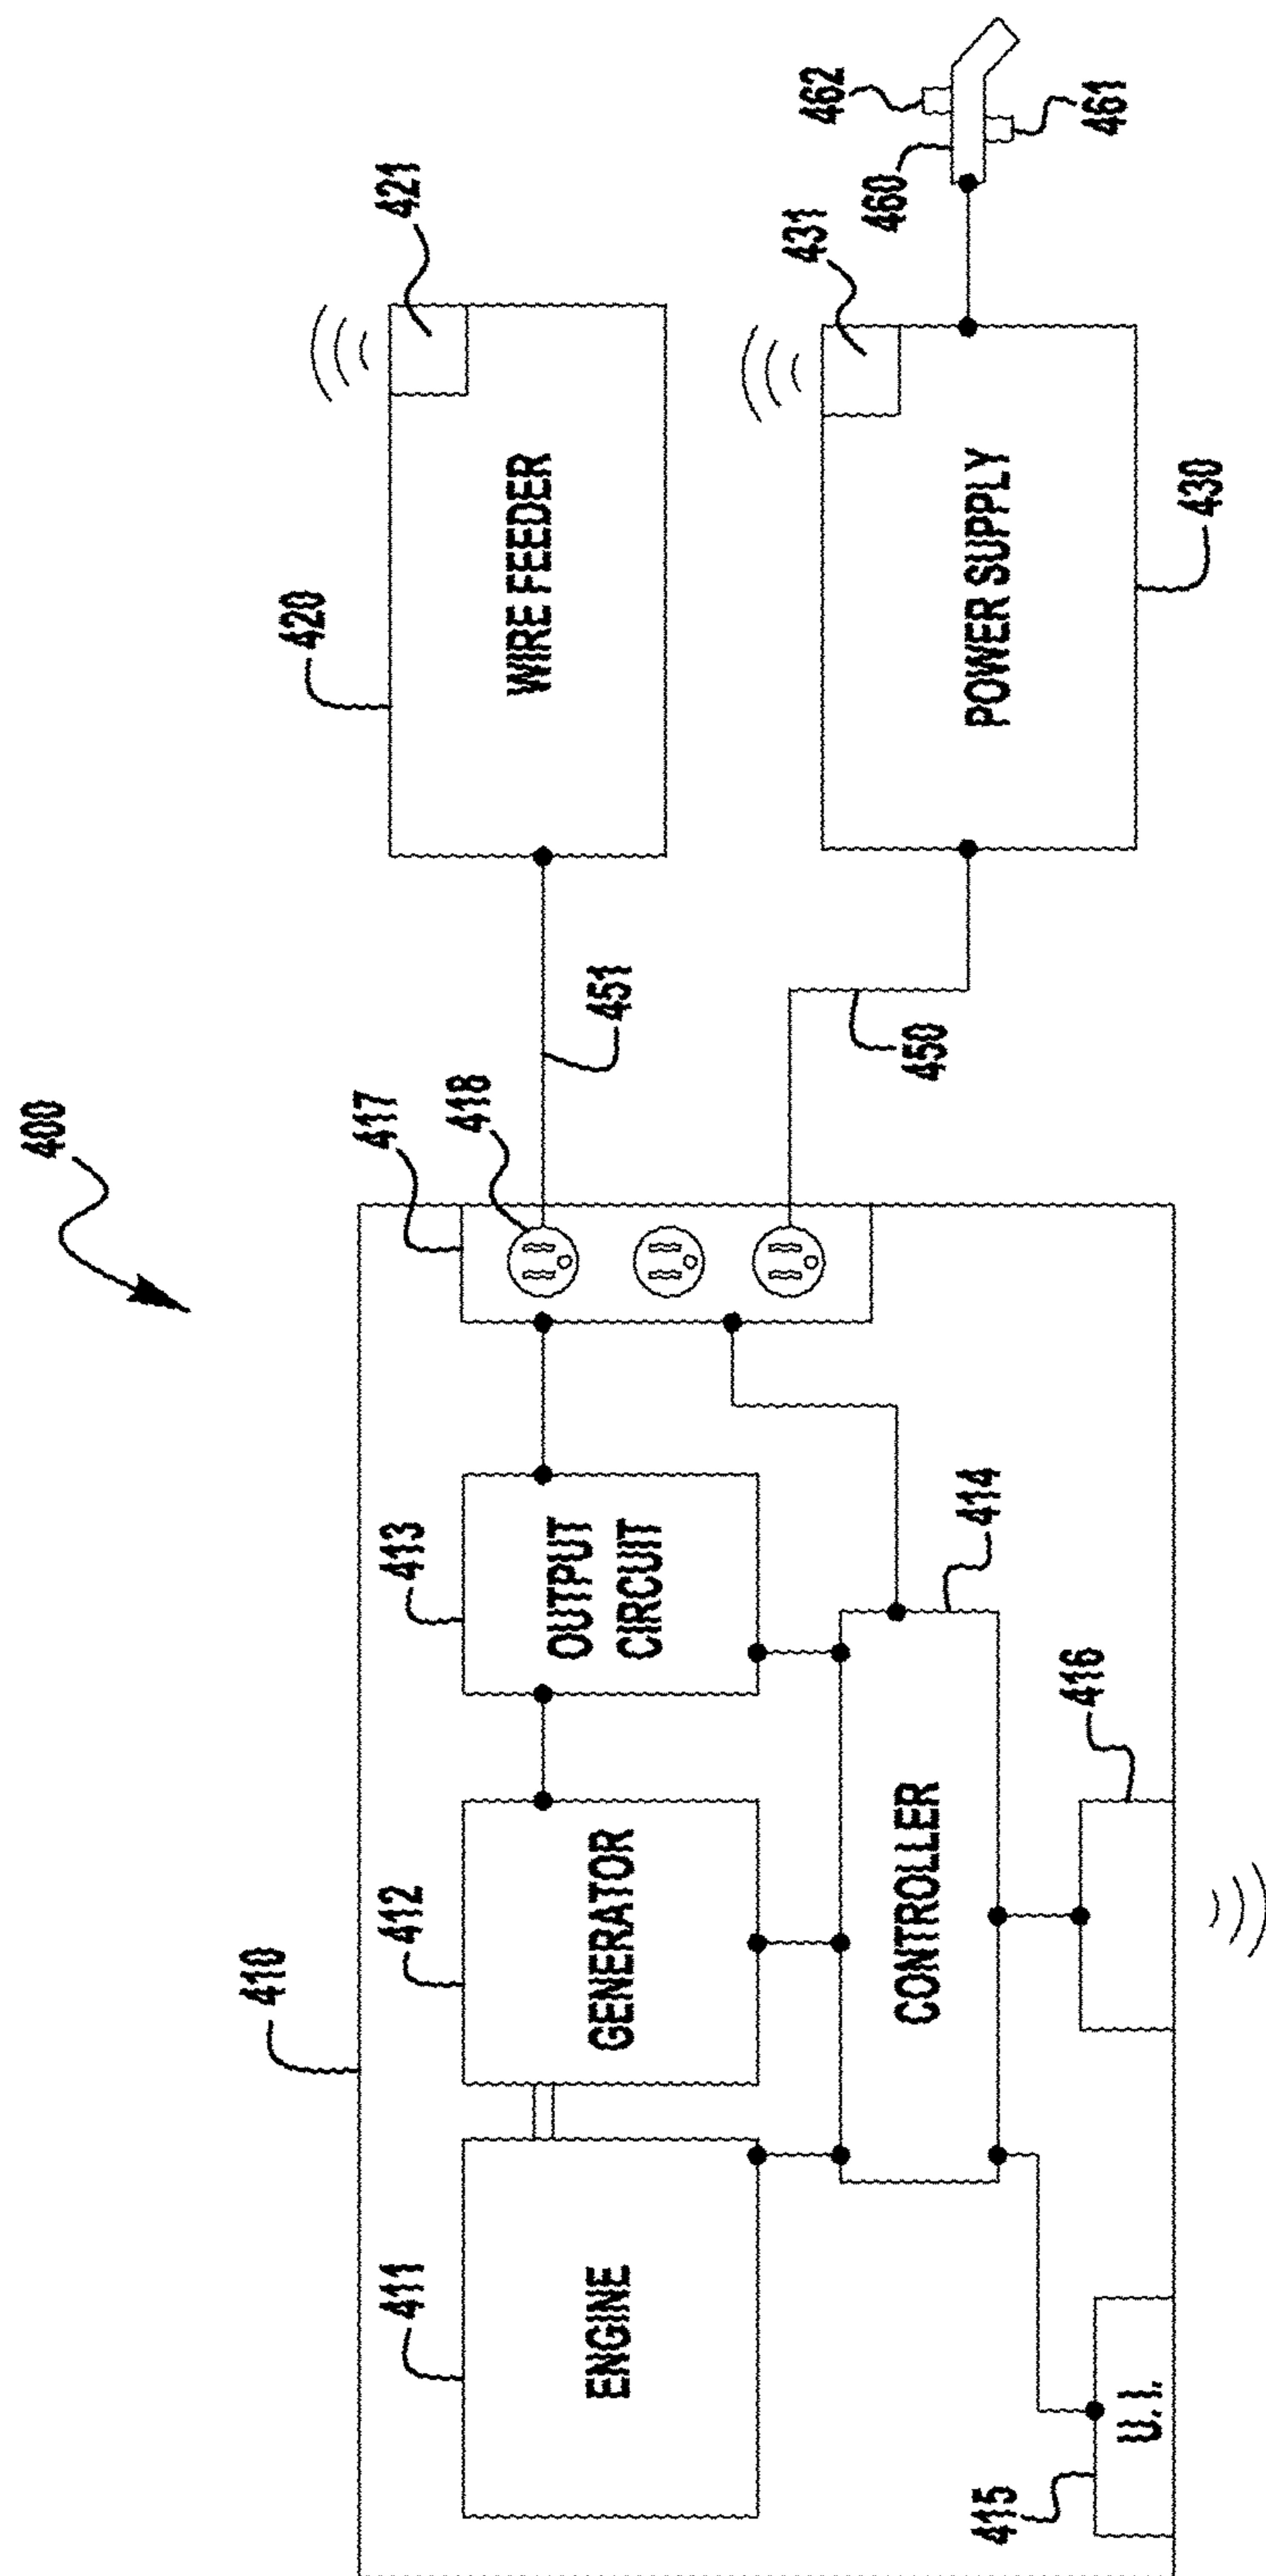 400
410
411
ENGINE
412
GENERATOR
413
OUTPUT
CIRCUIT
417
418
414
CONTROLLER
415
U.I.
416
451
450
420
WIRE FEEDER
421
430
POWER SUPPLY
431
460
462
461